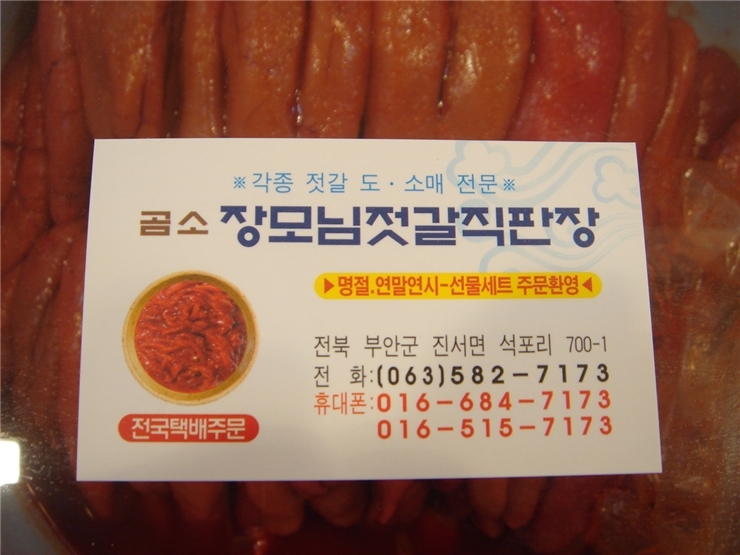 ※각종 젓갈 도·소매 전문※
곰소 장모님젓갈직판장
▶명절.연말연시-선물세트 주문환영◀
전북 부안군 진서면 석포리 700-1
전 화:(063)582-7173
휴대폰:016-684-7173
016-515-7173
전국택배주문